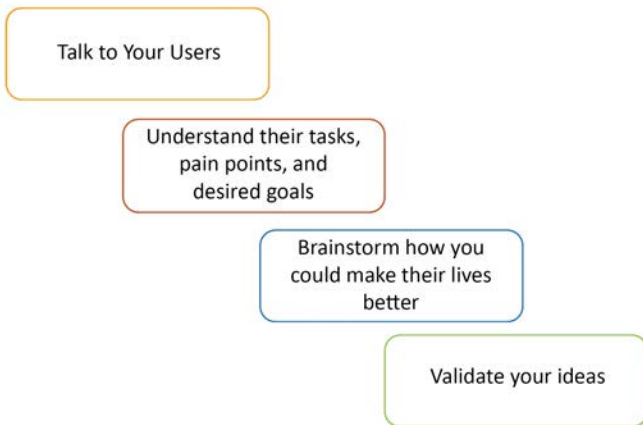 Talk to Your Users
Understand their tasks,
pain points, and
desired goals
Brainstorm how you
could make their lives
better
Validate your ideas